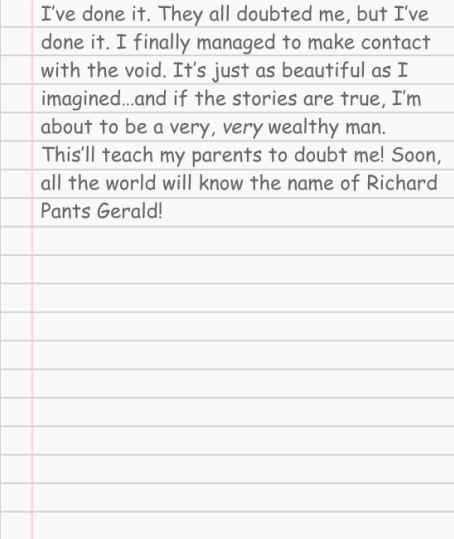 I've done it. They all doubted me, but I've
done it. I finally managed to make contact
with the void. It's just as beautiful as I
imagined...and if the stories are true, I'm
about to be a very, very wealthy man.
This'll teach my parents to doubt me! Soon,
all the world will know the name of Richard
Pants Gerald!